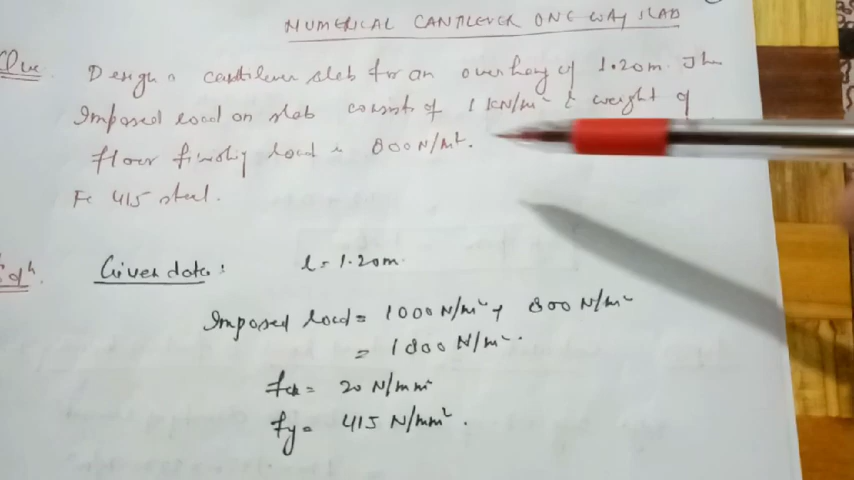 NUMERICAL CANTILEVER ONE WAY SLAB
Que. Design a cantilever slab for an overhang of 1.20m. The
Imposed load on slab consists of 1 KN/m² & weight of
floor finishing load is 800N/m².
Fe 415 steel.
Given data: l = 1.20m.
Imposed load = 1000 N/m² + 800 N/m²
= 1800 N/m².
fck = 20 N/mm²
fy = 415 N/mm².